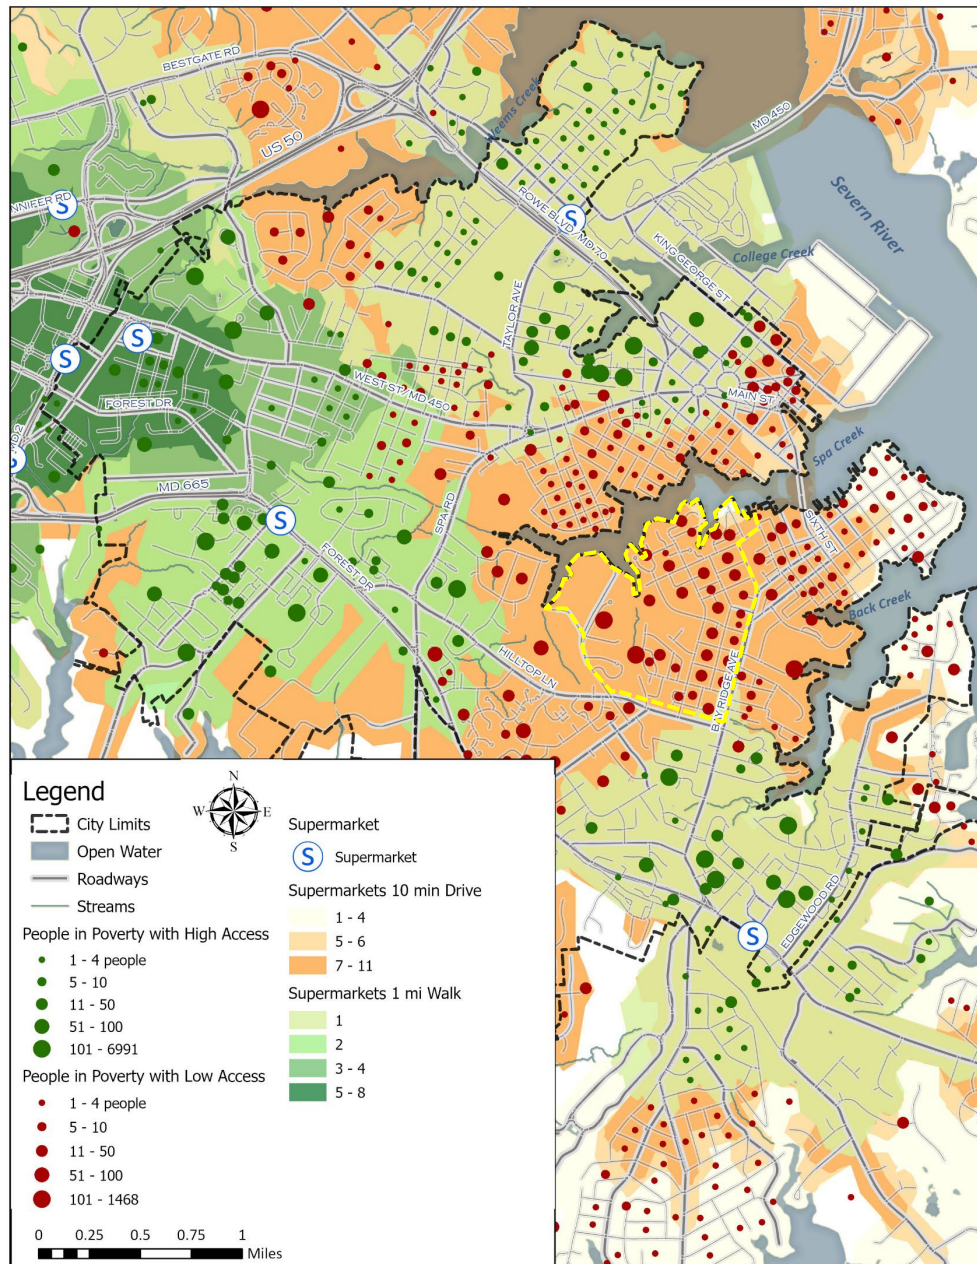 BESTGATE RD
US 50
Weems Creek
MD 450
Severn River
NNIFER RD
S
S
ROWE BLVD/ MD 70
KING GEORGE ST
College Creek
TAYLOR AVE
S
S
WEST ST/ MD 450
FOREST DR
MAIN ST
MD 2
S
Spa Creek
MD 665
SPA RD
SIXTH ST
S
FOREST DR
Back Creek
HILLTOP LN
BAY RIDGE AVE
EDGEWOOD RD
S
Legend
N
W E
S
City Limits
Open Water
Roadways
Streams
People in Poverty with High Access
1 - 4 people
5 - 10
11 - 50
51 - 100
101 - 6991
People in Poverty with Low Access
1 - 4 people
5 - 10
11 - 50
51 - 100
101 - 1468
Supermarket
S Supermarket
Supermarkets 10 min Drive
1 - 4
5 - 6
7 - 11
Supermarkets 1 mi Walk
1
2
3 - 4
5 - 8
0 0.25 0.5 0.75 1
Miles